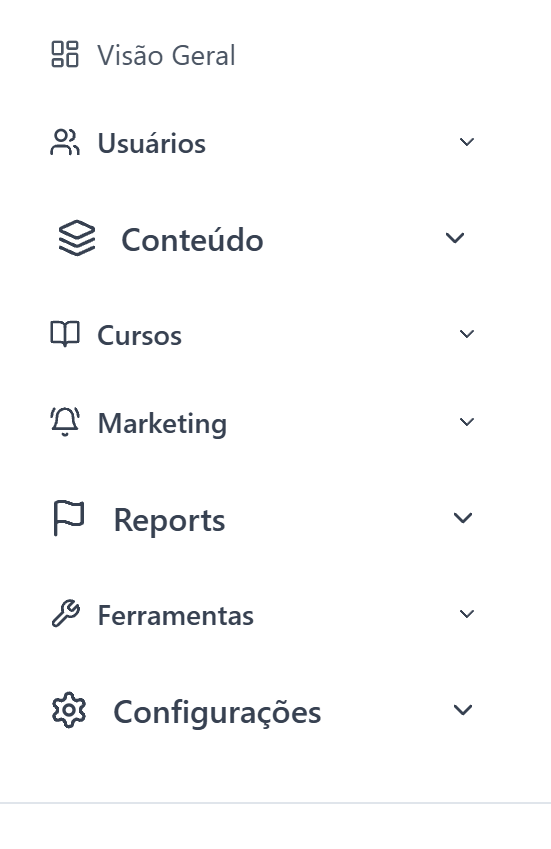 Visão Geral
Usuários
Conteúdo
Cursos
Marketing
Reports
Ferramentas
Configurações